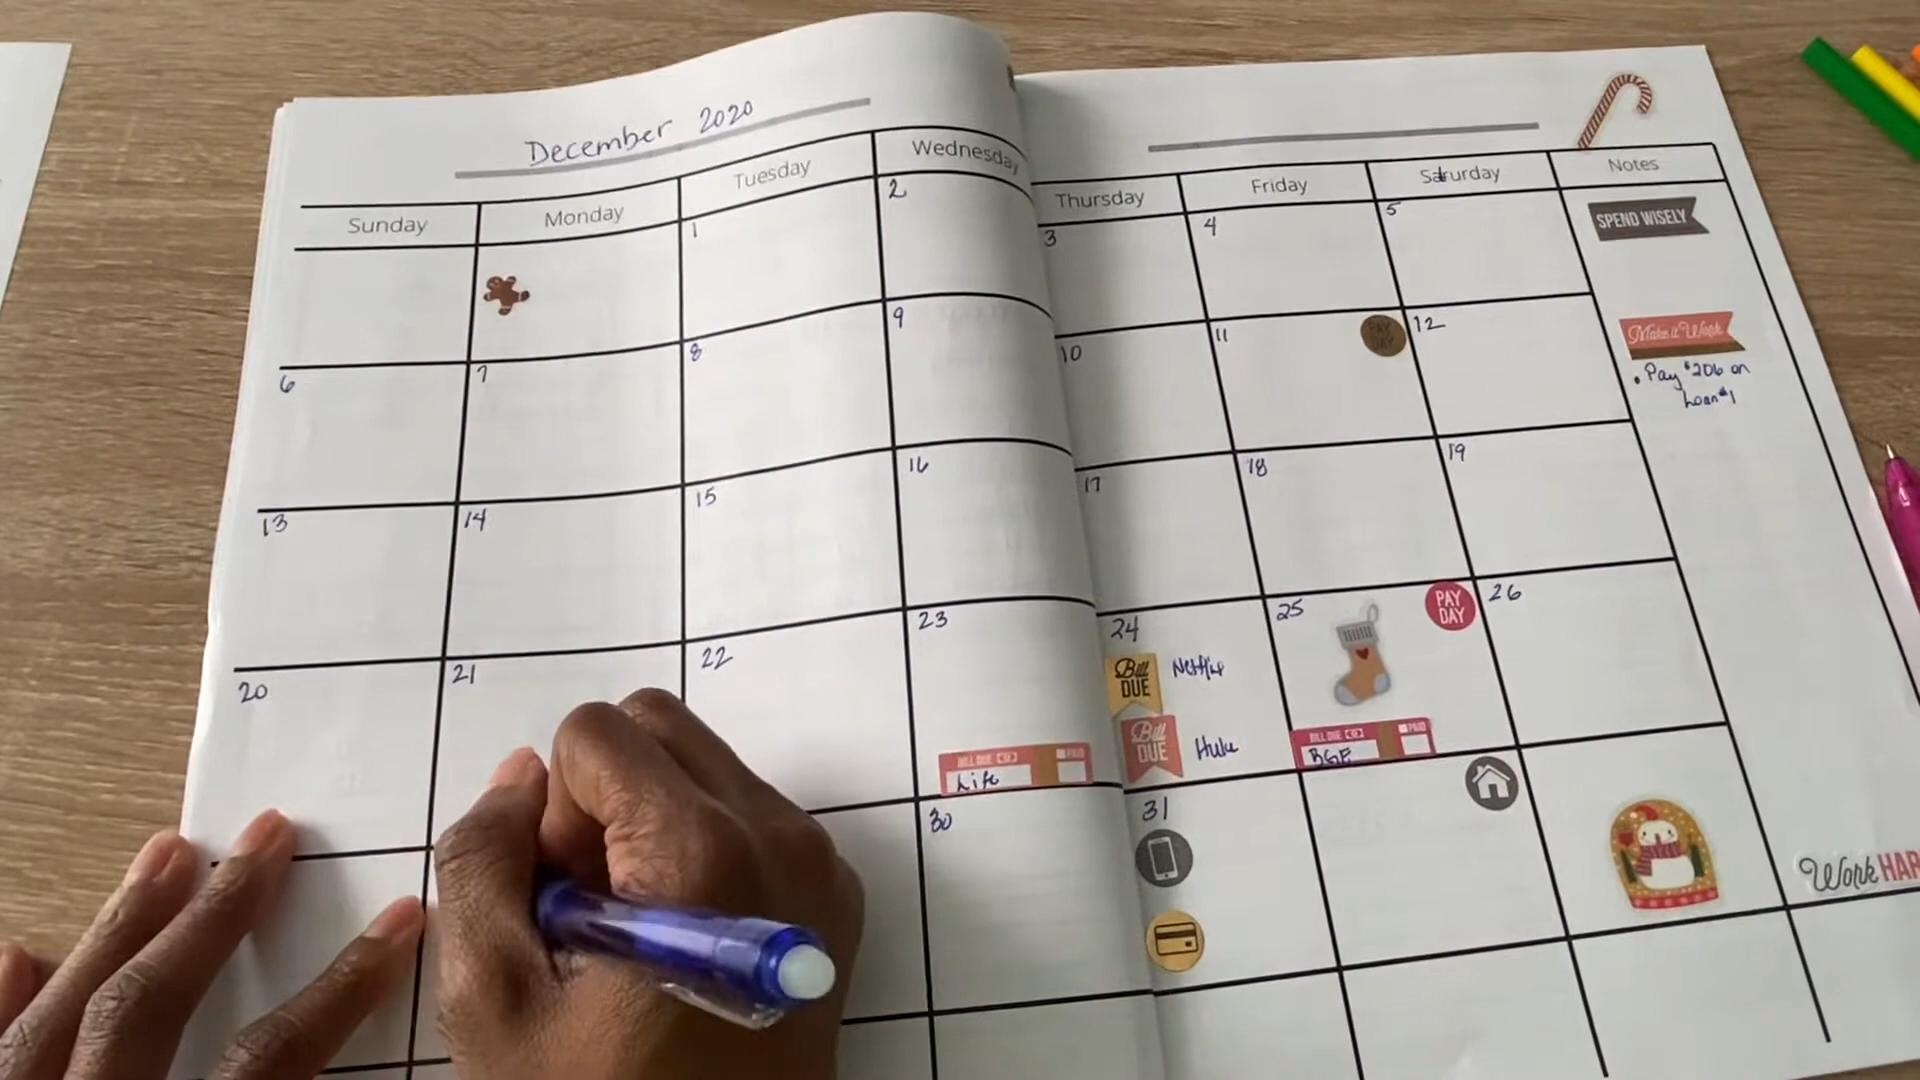 December 2020
Sunday
Monday
Tuesday
Wednesday
Thursday
Friday
Saturday
Notes
1
2
3
4
5
SPEND WISELY
6
7
8
9
10
11
PAY DAY
12
Make it Work
• Pay $206 on
Loan #1
13
14
15
16
17
18
19
20
21
22
23
BILL DUE
PAID
Life
24
Bill
DUE
Netflix
Bill
DUE
Hulu
25
PAY
DAY
BILL DUE
PAID
BGE
26
30
31
Work HAR